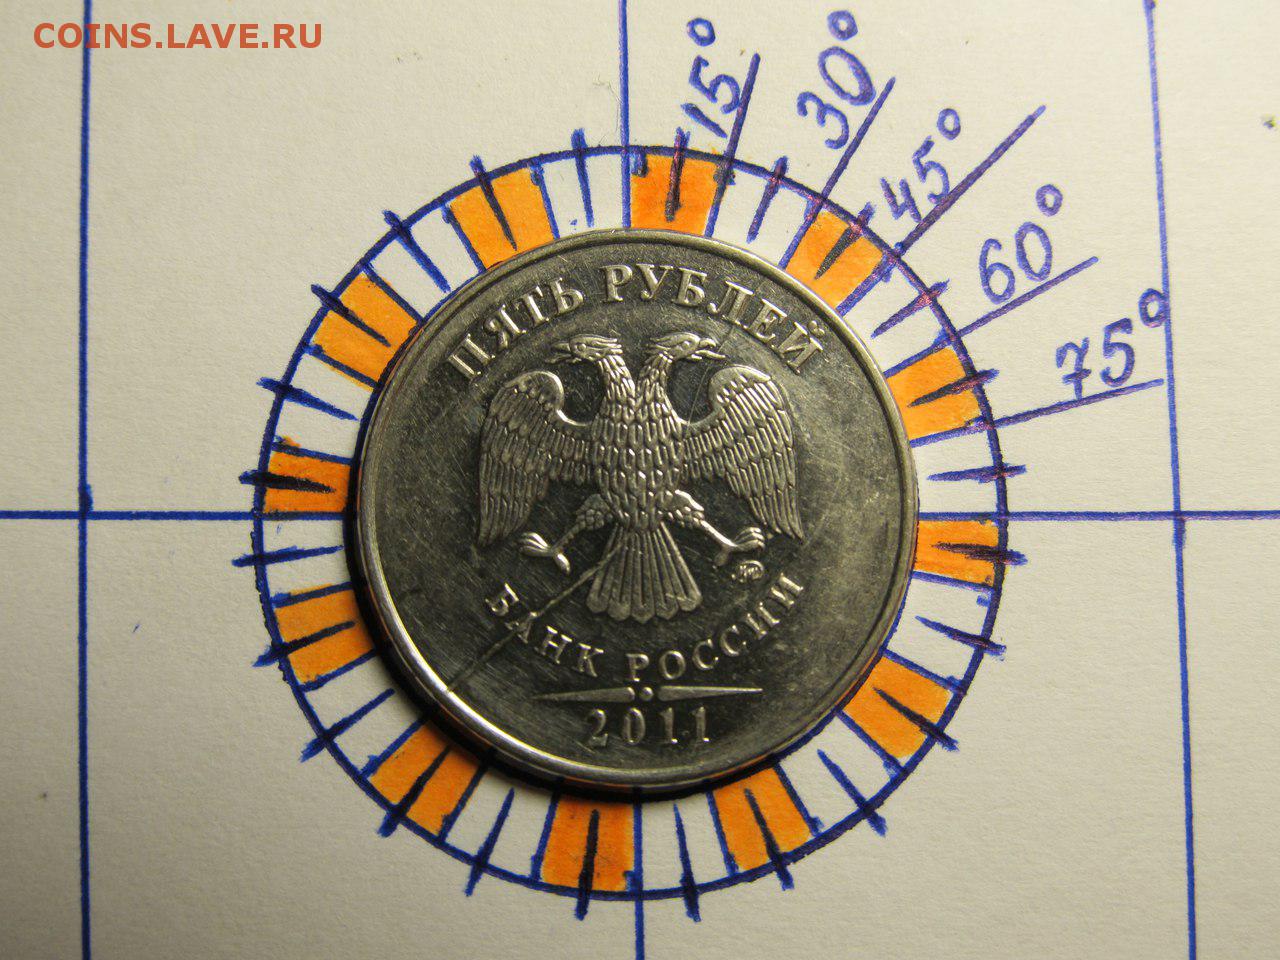 COINS.LAVE.RU
15°
30°
45°
60°
75°
ПЯТЬ РУБЛЕЙ
БАНК РОССИИ
2011